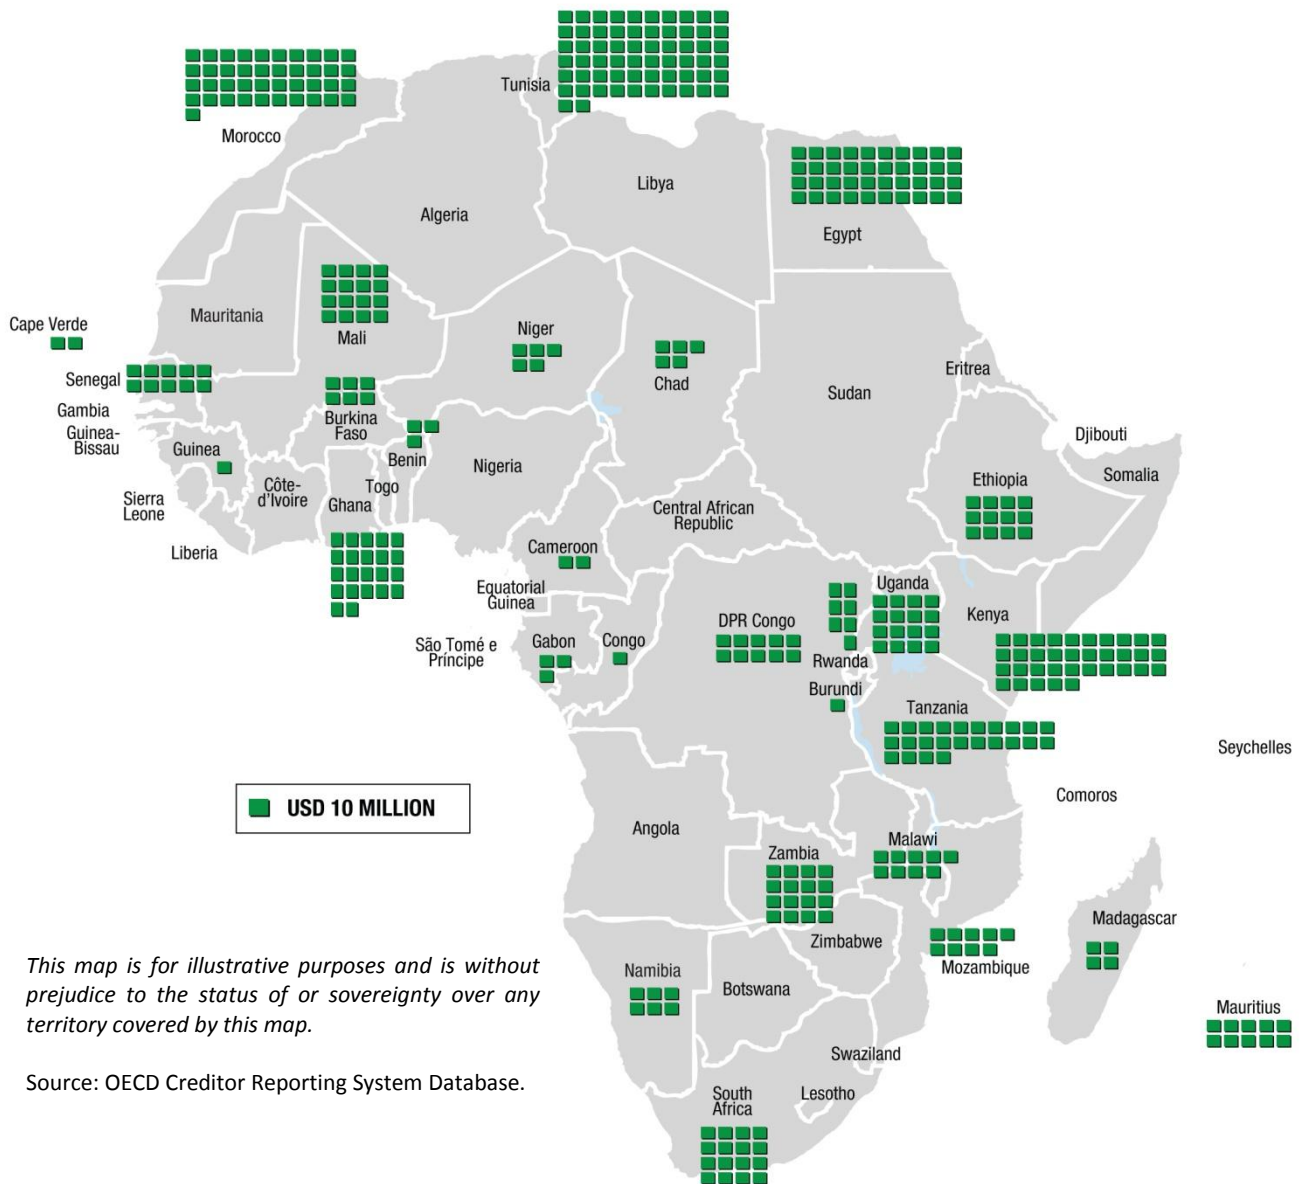 Tunisia
Morocco
Libya
Algeria
Egypt
Mauritania
Cape Verde
Mali
Niger
Chad
Senegal
Eritrea
Sudan
Gambia
Burkina
Faso
Guinea-
Bissau
Djibouti
Guinea
Benin
Nigeria
Somalia
Ethiopia
Côte-
d'Ivoire
Togo
Ghana
Sierra
Leone
Central African
Republic
Liberia
Cameroon
Equatorial
Guinea
Uganda
Kenya
DPR Congo
São Tomé e
Príncipe
Gabon
Congo
Rwanda
Burundi
Tanzania
Seychelles
Comoros
USD 10 MILLION
Angola
Malawi
Zambia
Madagascar
Zimbabwe
Mozambique
Namibia
Botswana
Mauritius
This map is for illustrative purposes and is without
prejudice to the status of or sovereignty over any
territory covered by this map.
Swaziland
Source: OECD Creditor Reporting System Database.
South
Africa
Lesotho